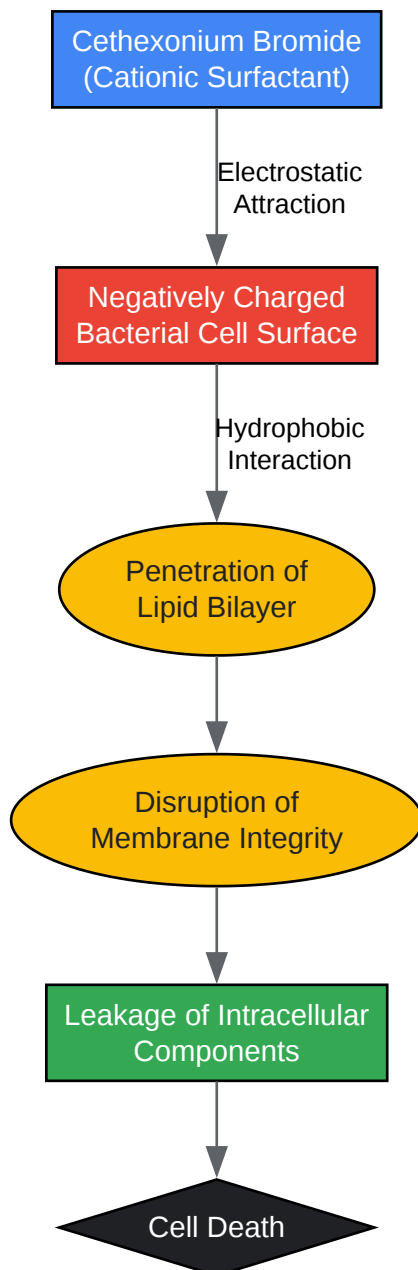 Cethexonium Bromide
(Cationic Surfactant)
Electrostatic
Attraction
Negatively Charged
Bacterial Cell Surface
Hydrophobic
Interaction
Penetration of
Lipid Bilayer
Disruption of
Membrane Integrity
Leakage of Intracellular
Components
Cell Death